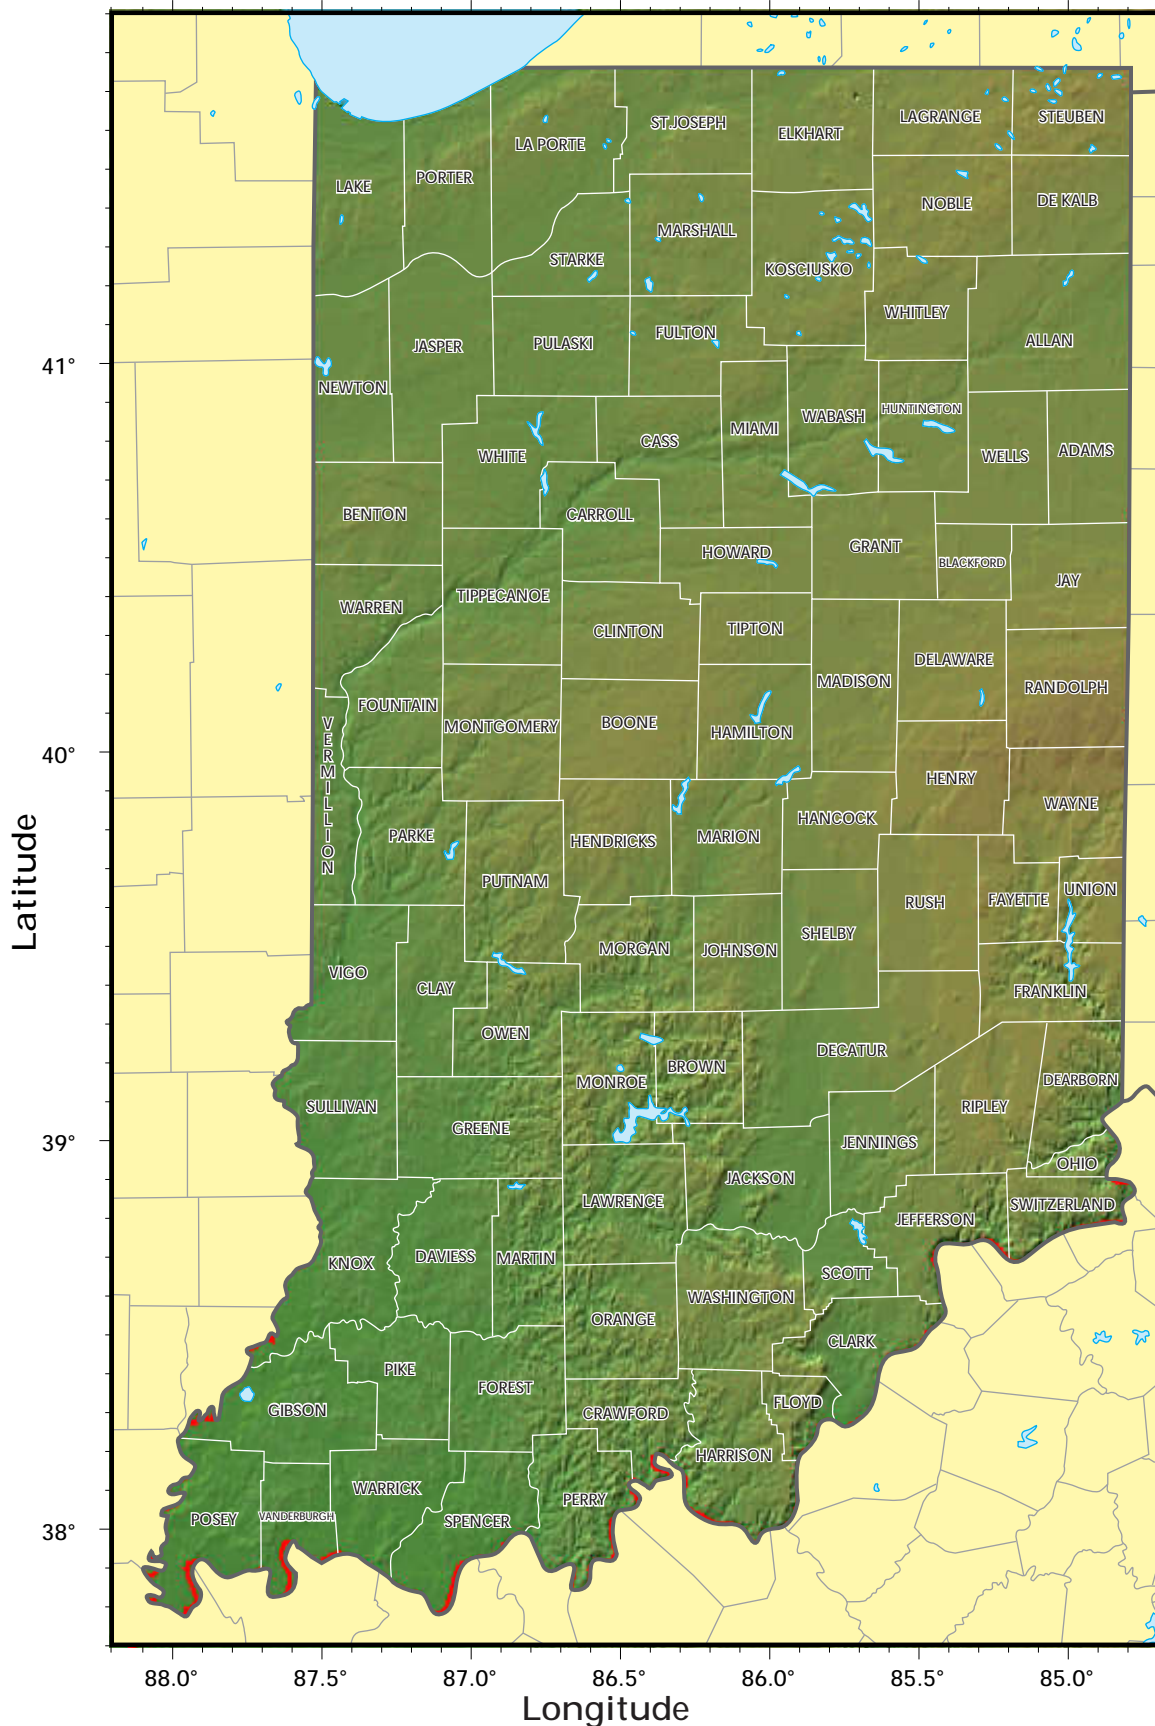 LAGRANGE
STEUBEN
ST.JOSEPH
ELKHART
LA PORTE
PORTER
LAKE
NOBLE
DE KALB
MARSHALL
STARKE
KOSCIUSKO
WHITLEY
FULTON
ALLAN
PULASKI
JASPER
41°
NEWTON
HUNTINGTON
WABASH
MIAMI
CASS
ADAMS
WHITE
WELLS
BENTON
CARROLL
GRANT
HOWARD
BLACKFORD
JAY
TIPPECANOE
WARREN
CLINTON
TIPTON
DELAWARE
MADISON
RANDOLPH
FOUNTAIN
MONTGOMERY
BOONE
HAMILTON
VERMILLION
40°
HENRY
WAYNE
HANCOCK
PARKE
HENDRICKS
MARION
PUTNAM
UNION
FAYETTE
RUSH
Latitude
SHELBY
MORGAN
JOHNSON
VIGO
CLAY
FRANKLIN
OWEN
DECATUR
BROWN
MONROE
DEARBORN
SULLIVAN
RIPLEY
GREENE
39°
JENNINGS
OHIO
JACKSON
LAWRENCE
SWITZERLAND
JEFFERSON
DAVIESS
MARTIN
KNOX
SCOTT
WASHINGTON
ORANGE
CLARK
PIKE
FOREST
FLOYD
GIBSON
CRAWFORD
HARRISON
WARRICK
PERRY
POSEY
VANDERBURGH
SPENCER
38°
88.0°
87.5°
87.0°
86.5°
86.0°
85.5°
85.0°
Longitude